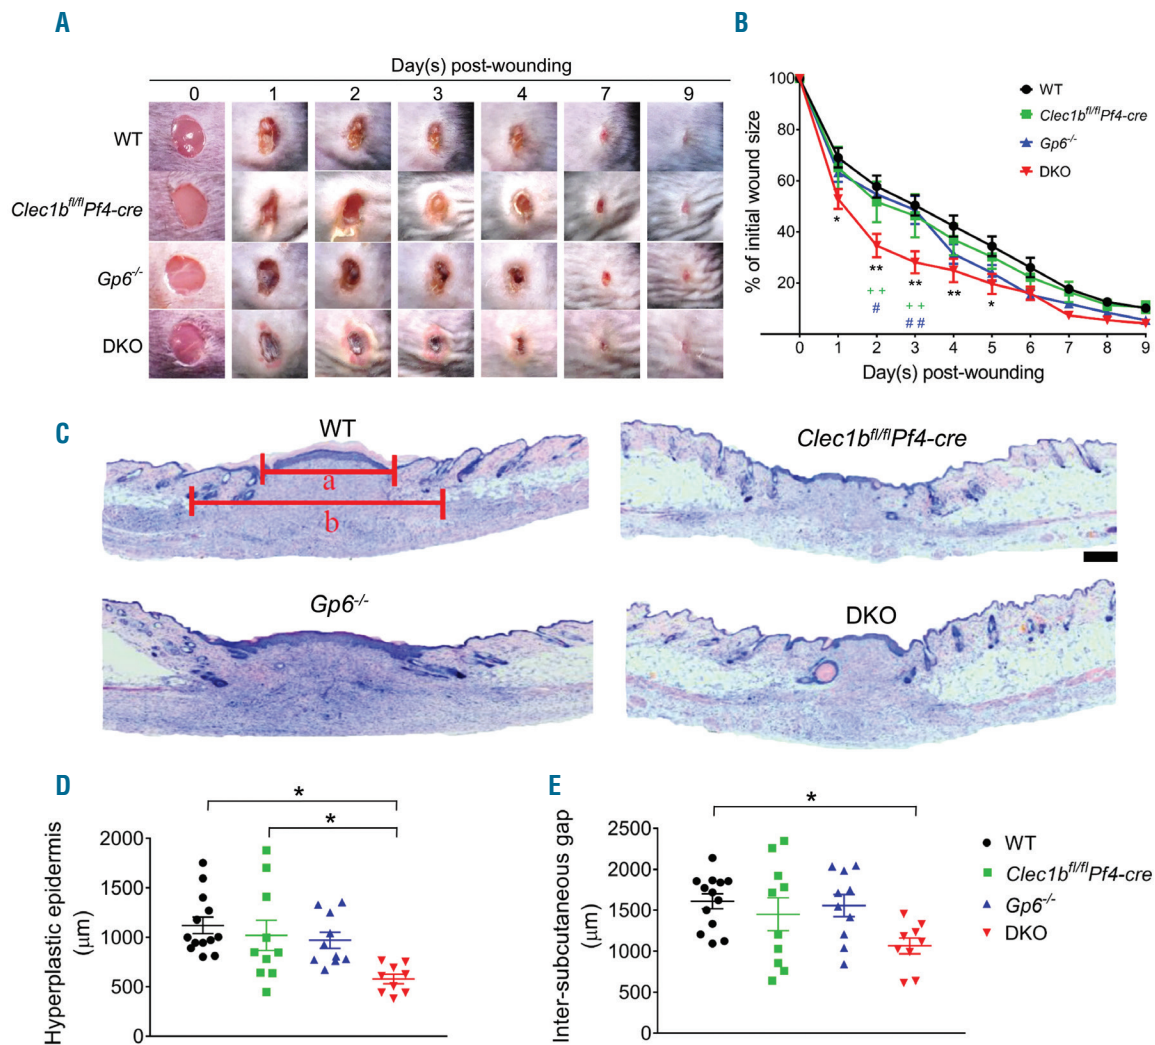 A
Day(s) post-wounding
0 1 2 3 4 7 9
WT
Clec1bfl/flPf4-cre
Gp6-/-
DKO
B
% of initial wound size
100
80
60
40
20
*
**
**
**
*
++
++
#
##
0 1 2 3 4 5 6 7 8 9
Day(s) post-wounding
WT
Clec1bfl/flPf4-cre
Gp6-/-
DKO
C
WT
a
b
Clec1bfl/flPf4-cre
Gp6-/-
DKO
D
Hyperplastic epidermis
(μm)
2000
1500
1000
500
0
*
*
E
Inter-subcutaneous gap
(μm)
2500
2000
1500
1000
500
0
*
WT
Clec1bfl/flPf4-cre
Gp6-/-
DKO